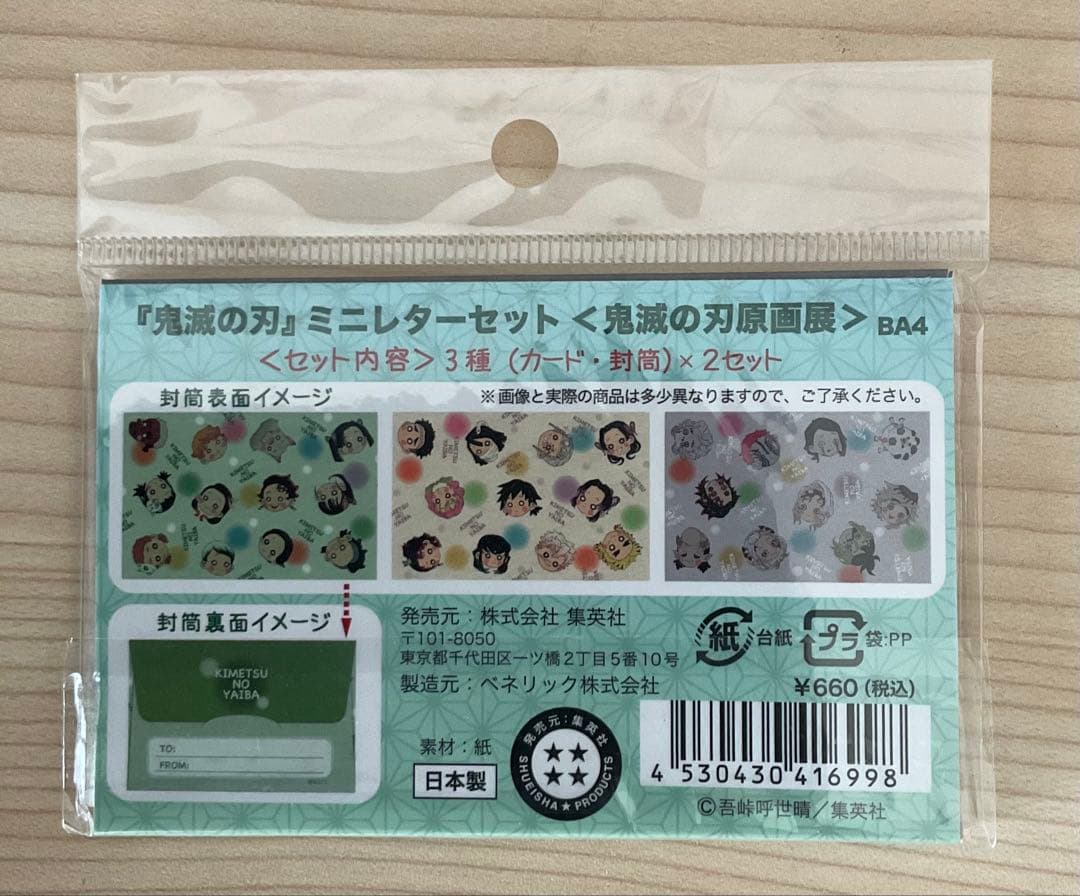 『鬼滅の刃』ミニレターセット<鬼滅の刃原画展> BA4
<セット内容>3種(カード・封筒)×2セット
封筒表面イメージ
※画像と実際の商品は多少異なりますので、ご了承ください。
KIMETSU NO YAIBA
封筒裏面イメージ
KIMETSU
NO
YAIBA
TO:
FROM:
発売元:株式会社 集英社
〒101-8050
東京都千代田区一ツ橋2丁目5番10号
製造元:ベネリック株式会社
紙 台紙
プラ 袋:PP
¥660(税込)
素材:紙
日本製
発売元:集英社
SHUEISHA★PRODUCTS
4 530430 416998
©吾峠呼世晴/集英社